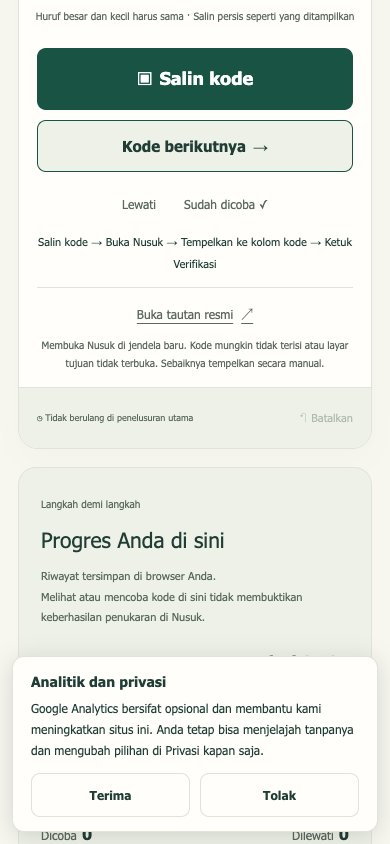 Huruf besar dan kecil harus sama · Salin persis seperti yang ditampilkan
▣ Salin kode
Kode berikutnya →
Lewati Sudah dicoba ✓
Salin kode → Buka Nusuk → Tempelkan ke kolom kode → Ketuk
Verifikasi
Buka tautan resmi ↗
Membuka Nusuk di jendela baru. Kode mungkin tidak terisi atau layar
tujuan tidak terbuka. Sebaiknya tempelkan secara manual.
◷ Tidak berulang di penelusuran utama
↰ Batalkan
Langkah demi langkah
Progres Anda di sini
Riwayat tersimpan di browser Anda.
Melihat atau mencoba kode di sini tidak membuktikan
keberhasilan penukaran di Nusuk.
Analitik dan privasi
Google Analytics bersifat opsional dan membantu kami
meningkatkan situs ini. Anda tetap bisa menjelajah tanpanya
dan mengubah pilihan di Privasi kapan saja.
Terima
Tolak
Dicoba 0
Dilewati 0